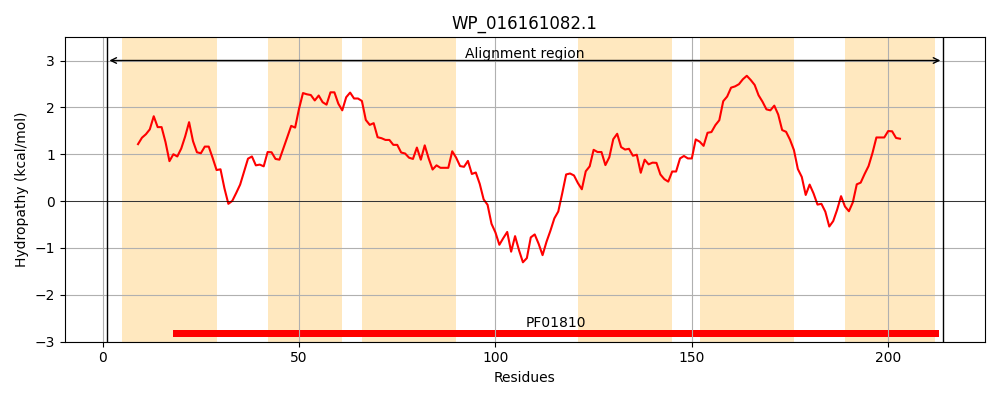 WP_016161082.1
Alignment region
Hydropathy (kcal/mol)
3
2
1
0
−1
−2
−3
PF01810
0 50 100 150 200
Residues